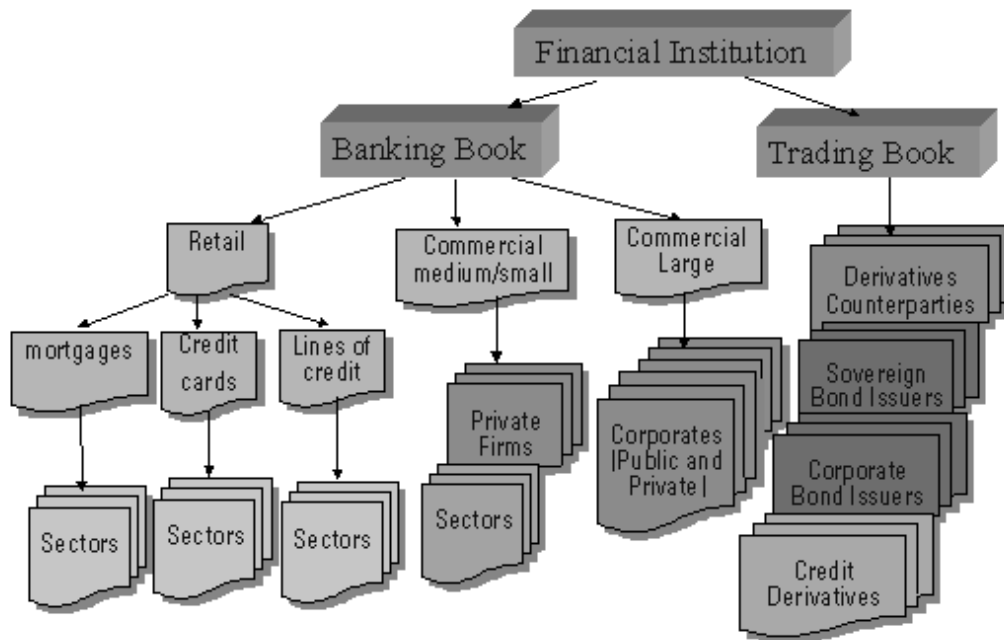 Financial Institution
Banking Book
Trading Book
Retail
Commercial
medium/small
Commercial
Large
Derivatives
Counterparties
mortgages
Credit
cards
Lines of
credit
Sovereign
Bond Issuers
Private
Firms
Corporates
|Public and
Private|
Corporate
Bond Issuers
Sectors
Sectors
Sectors
Sectors
Credit
Derivatives